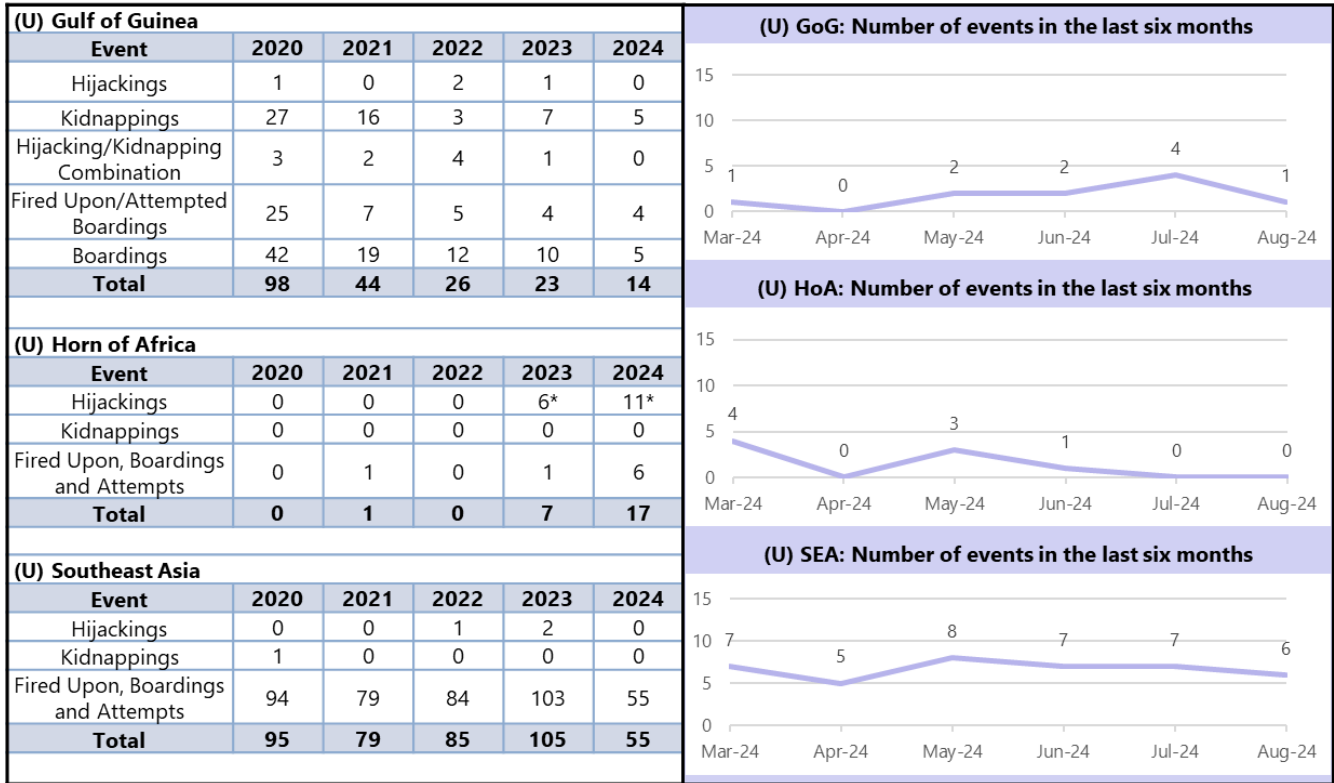 (U) Gulf of Guinea
Event 2020 2021 2022 2023 2024
Hijackings 1 0 2 1 0
Kidnappings 27 16 3 7 5
Hijacking/Kidnapping
Combination 3 2 4 1 0
Fired Upon/Attempted
Boardings 25 7 5 4 4
Boardings 42 19 12 10 5
Total 98 44 26 23 14
(U) Horn of Africa
Event 2020 2021 2022 2023 2024
Hijackings 0 0 0 6* 11*
Kidnappings 0 0 0 0 0
Fired Upon, Boardings
and Attempts 0 1 0 1 6
Total 0 1 0 7 17
(U) Southeast Asia
Event 2020 2021 2022 2023 2024
Hijackings 0 0 1 2 0
Kidnappings 1 0 0 0 0
Fired Upon, Boardings
and Attempts 94 79 84 103 55
Total 95 79 85 105 55
(U) GoG: Number of events in the last six months
15
10
5
0
1 0 2 2 4 1
Mar-24 Apr-24 May-24 Jun-24 Jul-24 Aug-24
(U) HoA: Number of events in the last six months
15
10
5
0
4 0 3 1 0 0
Mar-24 Apr-24 May-24 Jun-24 Jul-24 Aug-24
(U) SEA: Number of events in the last six months
15
10
5
0
7 5 8 7 7 6
Mar-24 Apr-24 May-24 Jun-24 Jul-24 Aug-24